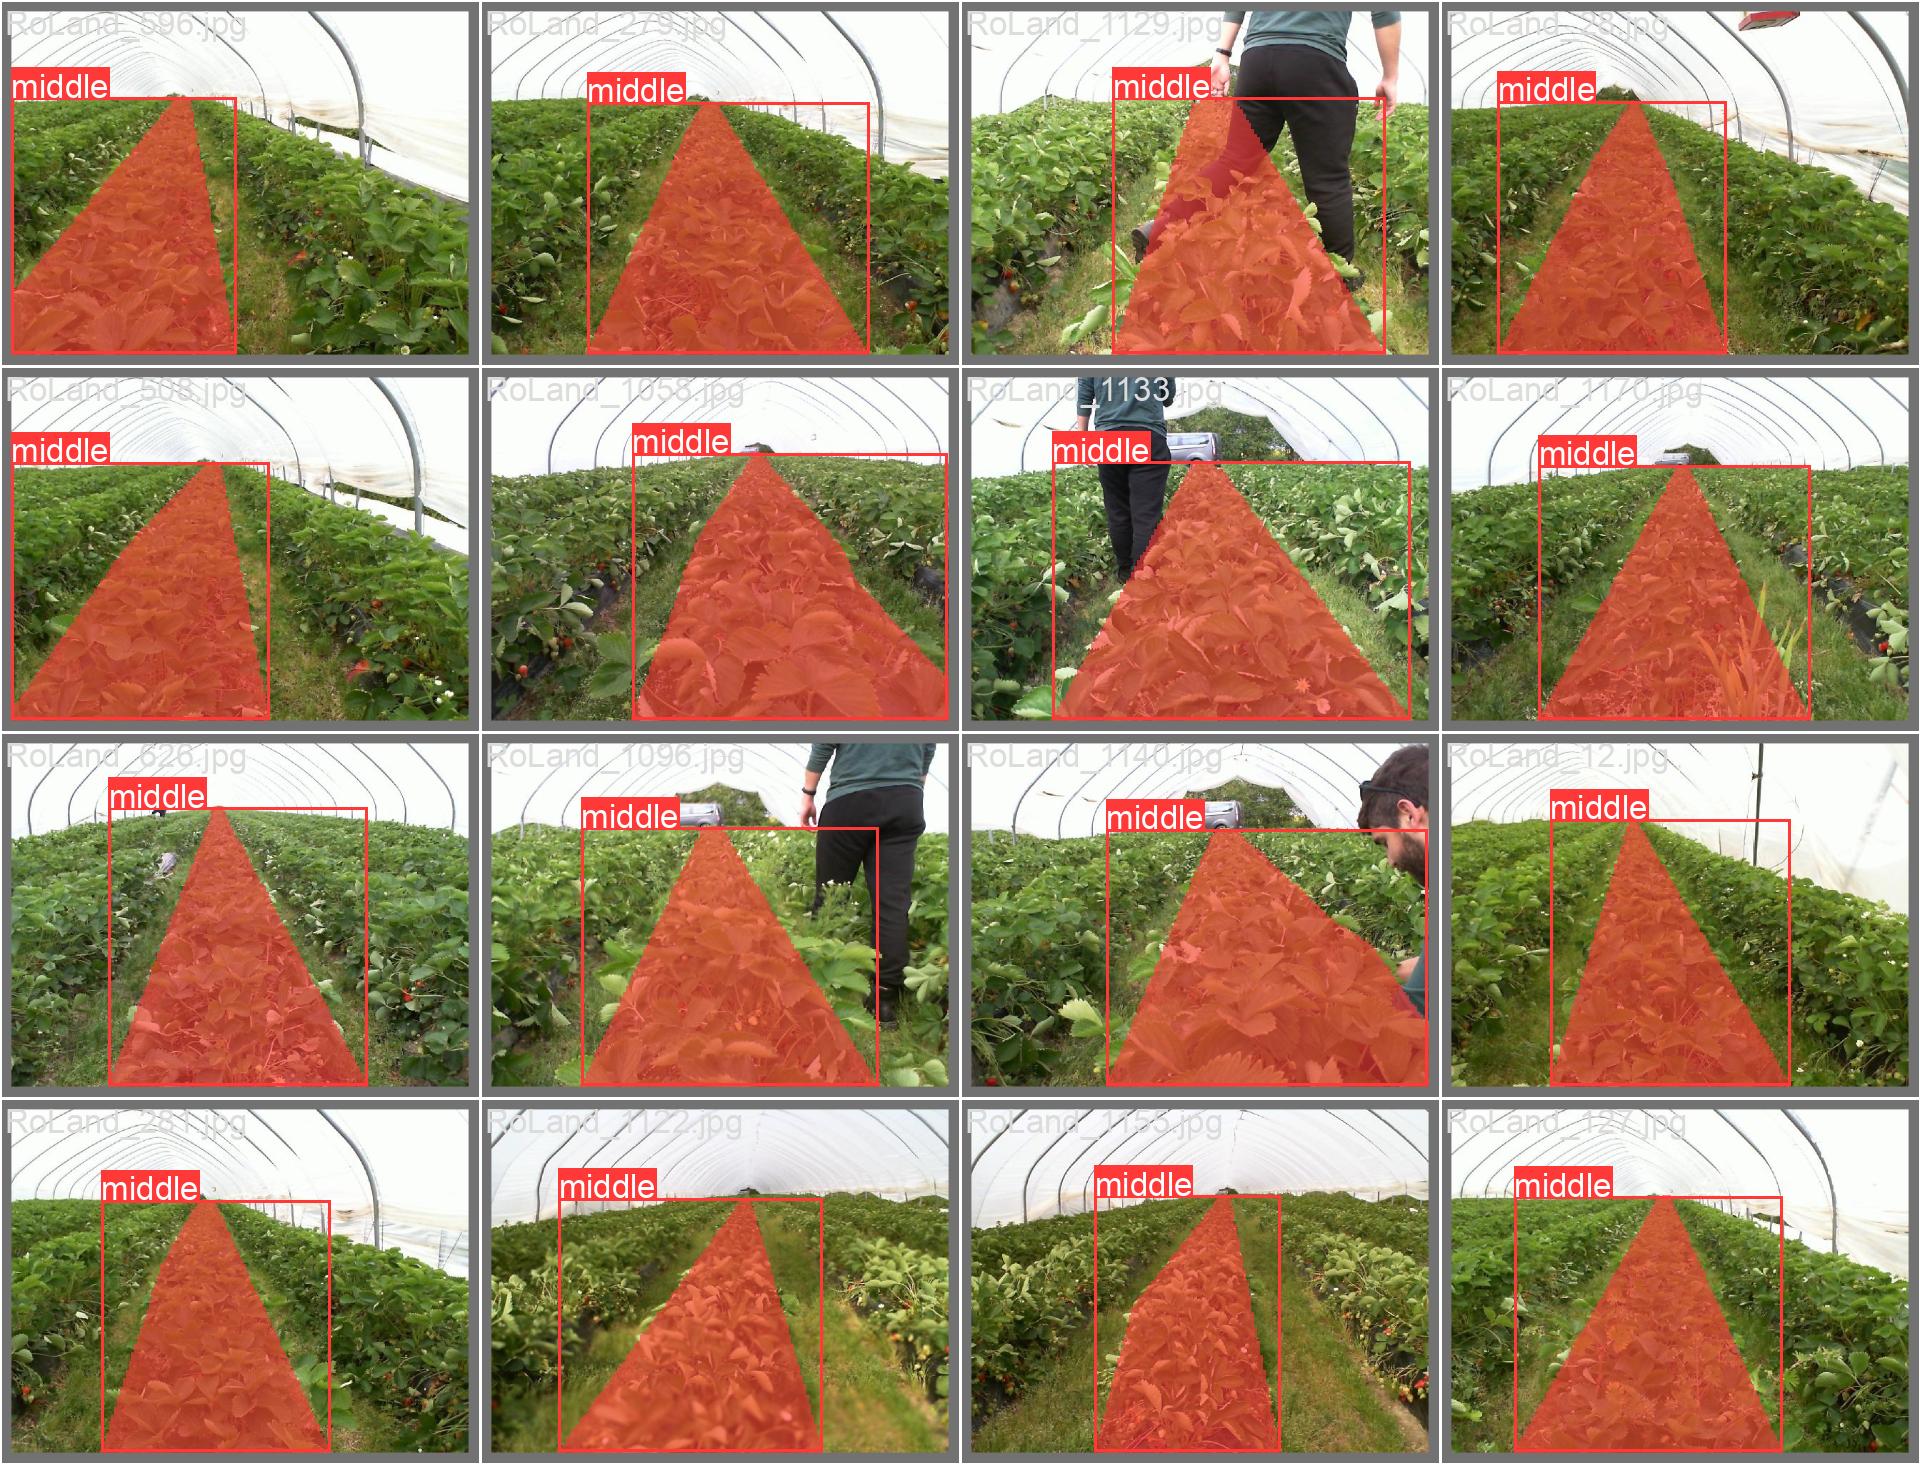 RoLand_596.jpg
RoLand_279.jpg
RoLand_1129.jpg
RoLand_28.jpg
middle
middle
middle
middle
RoLand_508.jpg
RoLand_1058.jpg
RoLand_1133.jpg
RoLand_1170.jpg
middle
middle
middle
middle
RoLand_626.jpg
RoLand_1096.jpg
RoLand_1140.jpg
RoLand_12.jpg
middle
middle
middle
middle
RoLand_281.jpg
RoLand_1122.jpg
RoLand_1155.jpg
RoLand_127.jpg
middle
middle
middle
middle